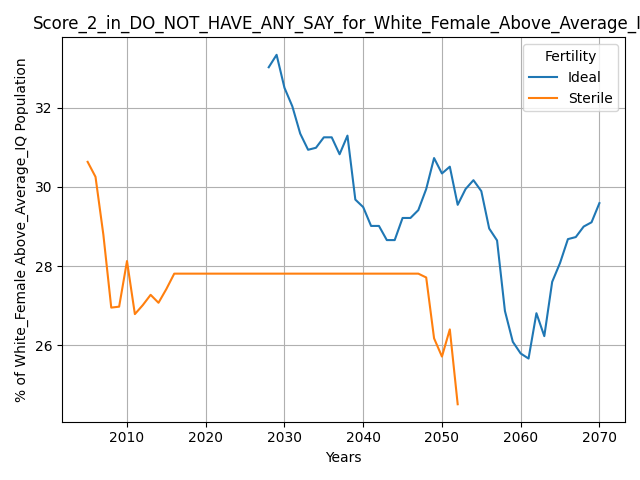 Score_2_in_DO_NOT_HAVE_ANY_SAY_for_White_Female_Above_Average_I
Fertility
Ideal
Sterile
% of White_Female Above_Average_IQ Population
32
30
28
26
2010 2020 2030 2040 2050 2060 2070
Years